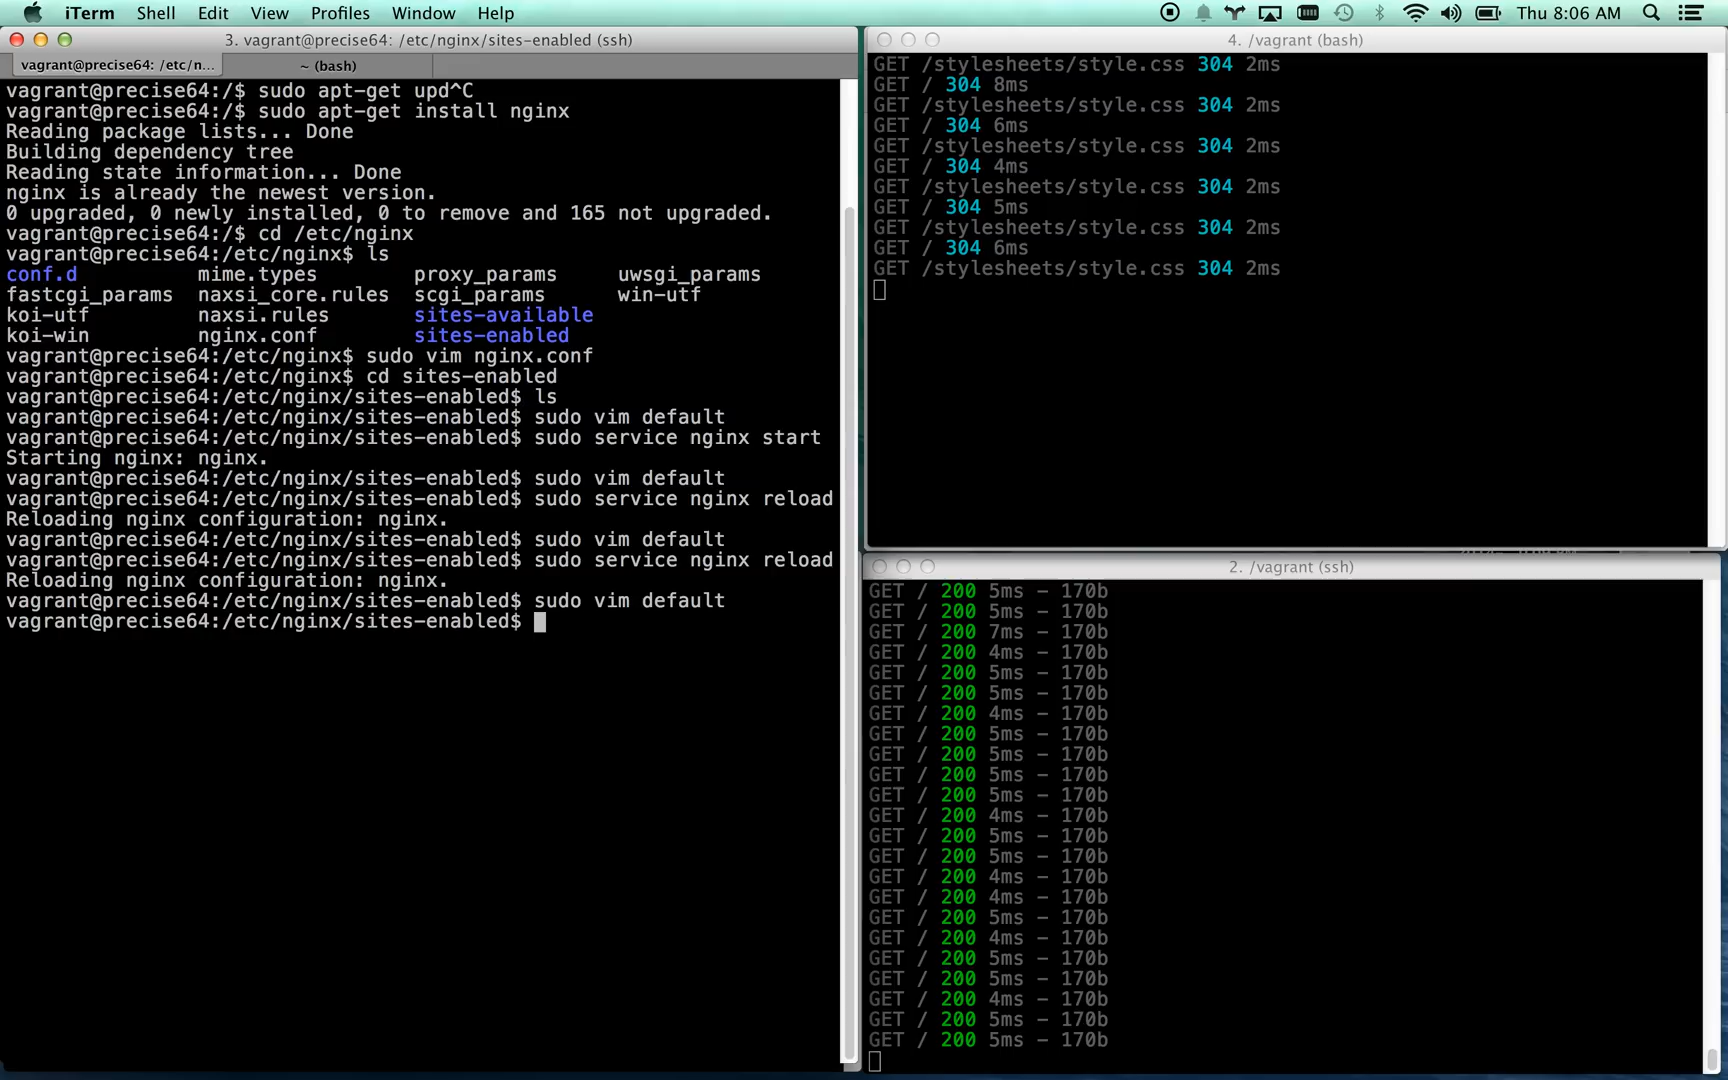 iTerm Shell Edit View Profiles Window Help Thu 8:06 AM
3. vagrant@precise64: /etc/nginx/sites-enabled (ssh)
vagrant@precise64: /etc/n... ~ (bash)
vagrant@precise64:/$ sudo apt-get upd^C
vagrant@precise64:/$ sudo apt-get install nginx
Reading package lists... Done
Building dependency tree
Reading state information... Done
nginx is already the newest version.
0 upgraded, 0 newly installed, 0 to remove and 165 not upgraded.
vagrant@precise64:/$ cd /etc/nginx
vagrant@precise64:/etc/nginx$ ls
conf.d mime.types proxy_params uwsgi_params
fastcgi_params naxsi_core.rules scgi_params win-utf
koi-utf naxsi.rules sites-available
koi-win nginx.conf sites-enabled
vagrant@precise64:/etc/nginx$ sudo vim nginx.conf
vagrant@precise64:/etc/nginx$ cd sites-enabled
vagrant@precise64:/etc/nginx/sites-enabled$ ls
vagrant@precise64:/etc/nginx/sites-enabled$ sudo vim default
vagrant@precise64:/etc/nginx/sites-enabled$ sudo service nginx start
Starting nginx: nginx.
vagrant@precise64:/etc/nginx/sites-enabled$ sudo vim default
vagrant@precise64:/etc/nginx/sites-enabled$ sudo service nginx reload
Reloading nginx configuration: nginx.
vagrant@precise64:/etc/nginx/sites-enabled$ sudo vim default
vagrant@precise64:/etc/nginx/sites-enabled$ sudo service nginx reload
Reloading nginx configuration: nginx.
vagrant@precise64:/etc/nginx/sites-enabled$ sudo vim default
vagrant@precise64:/etc/nginx/sites-enabled$
4. /vagrant (bash)
GET /stylesheets/style.css 304 2ms
GET / 304 8ms
GET /stylesheets/style.css 304 2ms
GET / 304 6ms
GET /stylesheets/style.css 304 2ms
GET / 304 4ms
GET /stylesheets/style.css 304 2ms
GET / 304 5ms
GET /stylesheets/style.css 304 2ms
GET / 304 6ms
GET /stylesheets/style.css 304 2ms
2. /vagrant (ssh)
GET / 200 5ms – 170b
GET / 200 5ms – 170b
GET / 200 7ms – 170b
GET / 200 4ms – 170b
GET / 200 5ms – 170b
GET / 200 5ms – 170b
GET / 200 4ms – 170b
GET / 200 5ms – 170b
GET / 200 5ms – 170b
GET / 200 5ms – 170b
GET / 200 5ms – 170b
GET / 200 4ms – 170b
GET / 200 5ms – 170b
GET / 200 5ms – 170b
GET / 200 4ms – 170b
GET / 200 4ms – 170b
GET / 200 5ms – 170b
GET / 200 4ms – 170b
GET / 200 5ms – 170b
GET / 200 5ms – 170b
GET / 200 4ms – 170b
GET / 200 5ms – 170b
GET / 200 5ms – 170b